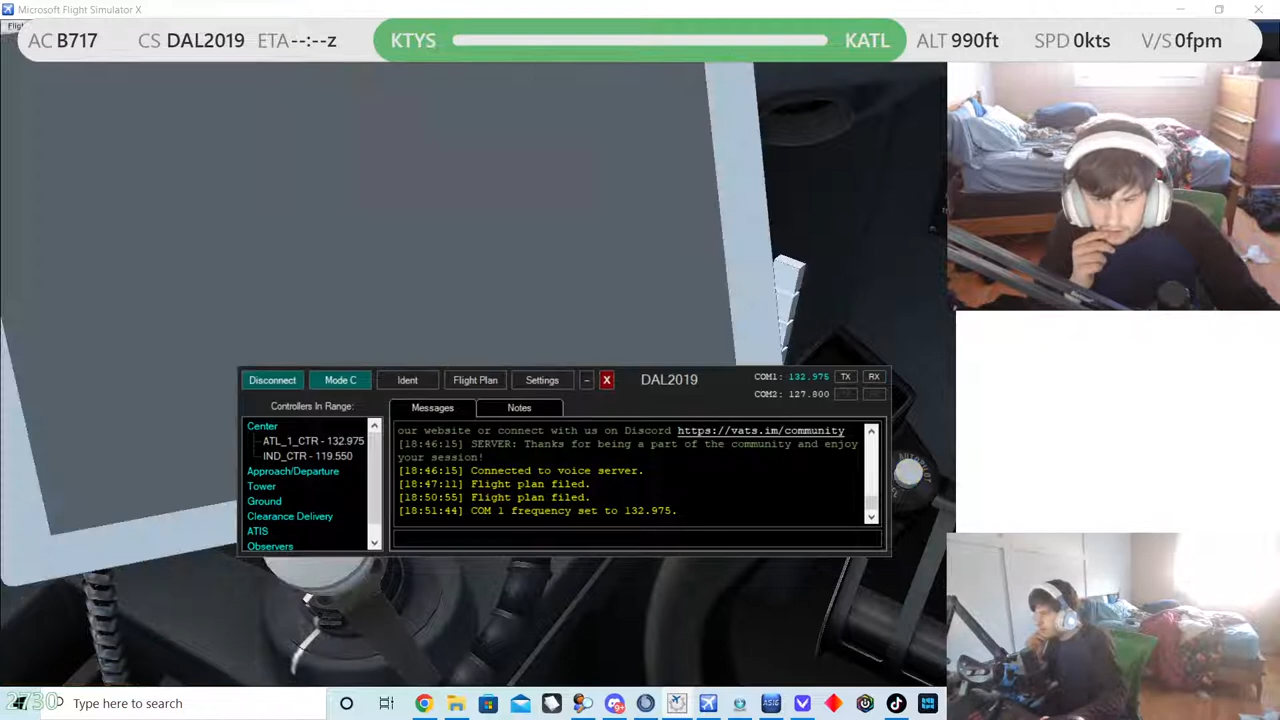 Microsoft Flight Simulator X
AC B717 CS DAL2019 ETA--:--z KTYS KATL ALT 990ft SPD 0kts V/S 0fpm
Disconnect Mode C Ident Flight Plan Settings – X DAL2019 COM1: 132.975 TX RX
COM2: 127.800
Controllers In Range:
Center
ATL_1_CTR - 132.975
IND_CTR - 119.550
Approach/Departure
Tower
Ground
Clearance Delivery
ATIS
Observers
Messages Notes
our website or connect with us on Discord https://vats.im/community
[18:46:15] SERVER: Thanks for being a part of the community and enjoy
your session!
[18:46:15] Connected to voice server.
[18:47:11] Flight plan filed.
[18:50:55] Flight plan filed.
[18:51:44] COM 1 frequency set to 132.975.
2730
Type here to search